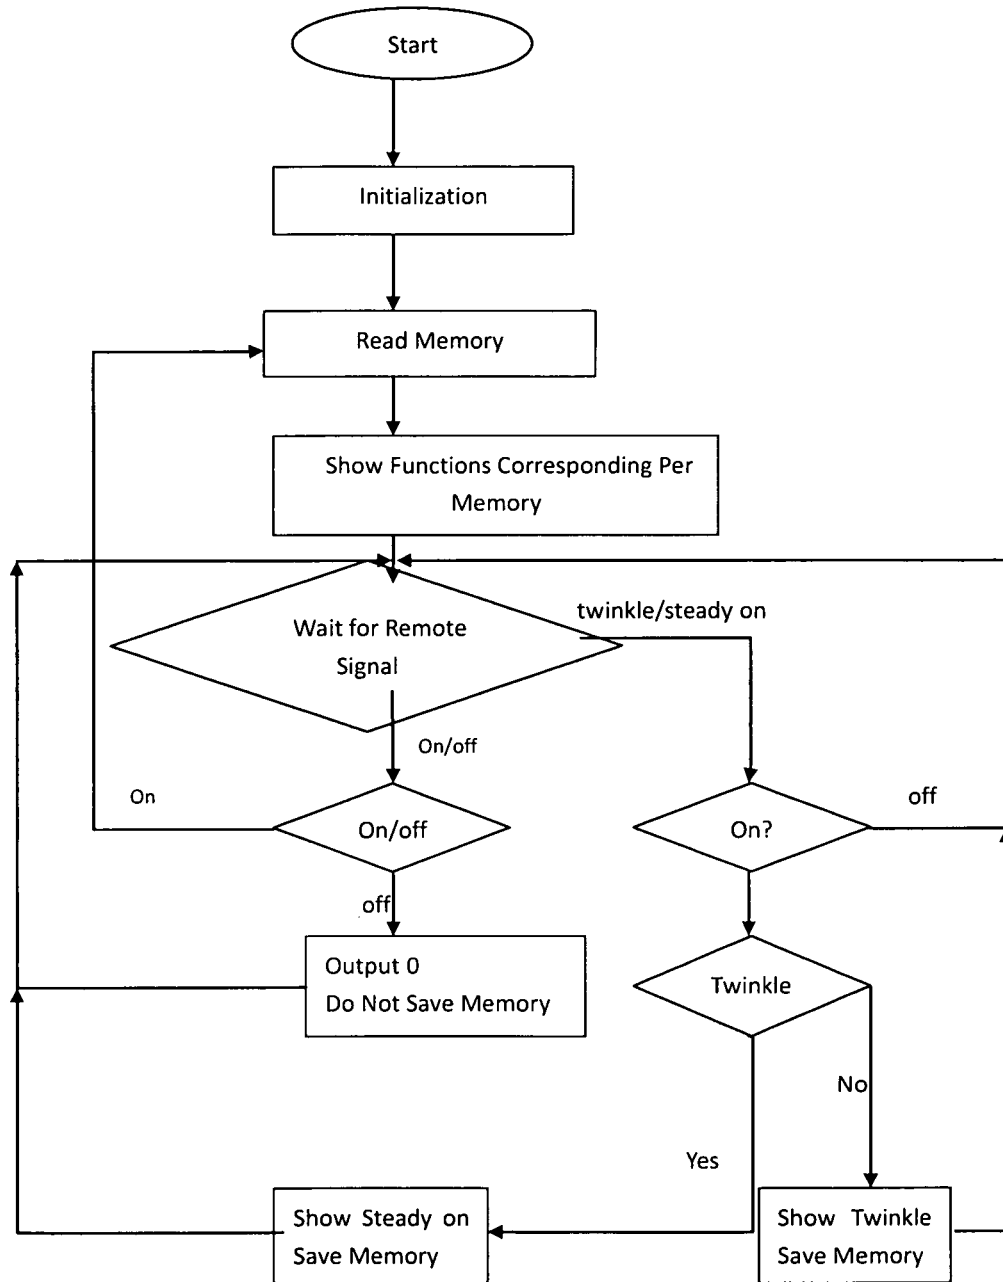 Start
Initialization
Read Memory
Show Functions Corresponding Per
Memory
Wait for Remote
Signal
twinkle/steady on
On/off
On
On/off
On?
off
off
Output 0
Do Not Save Memory
Twinkle
No
Yes
Show Steady on
Save Memory
Show Twinkle
Save Memory